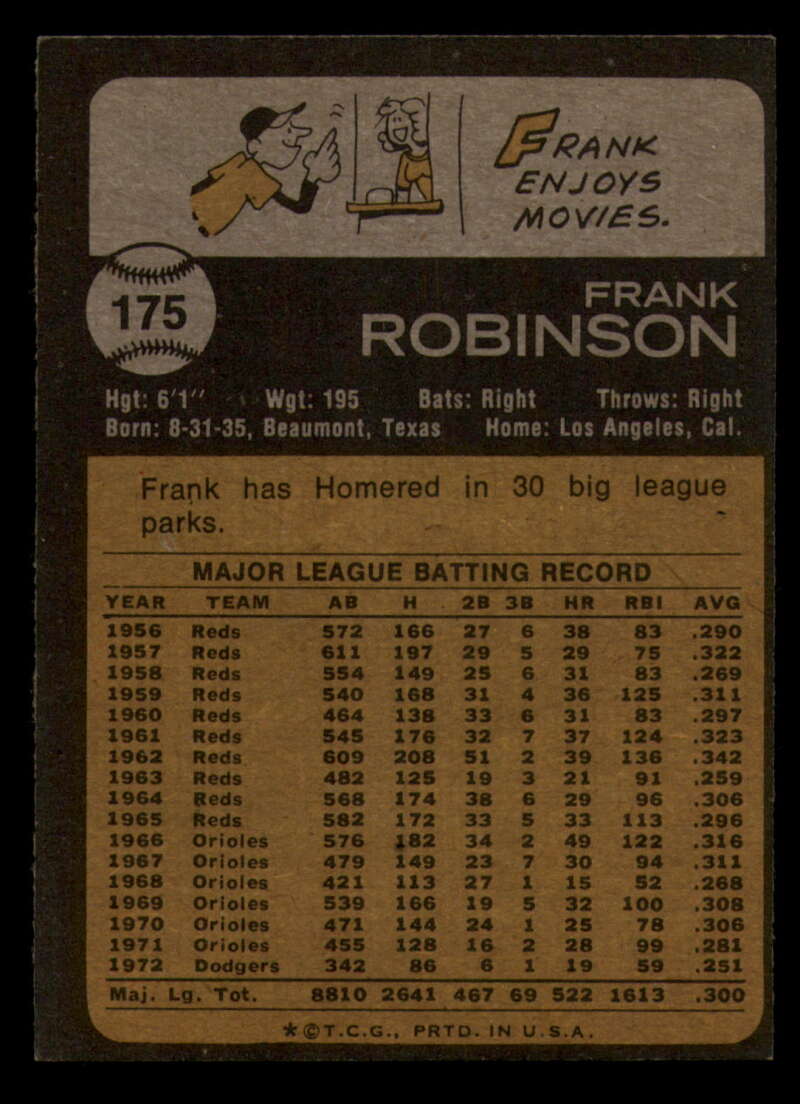 FRANK
ENJOYS
MOVIES.
175
FRANK
ROBINSON
Hgt: 6'1" Wgt: 195 Bats: Right Throws: Right
Born: 8-31-35, Beaumont, Texas Home: Los Angeles, Cal.
Frank has Homered in 30 big league
parks.
MAJOR LEAGUE BATTING RECORD
YEAR TEAM AB H 2B 3B HR RBI AVG
1956 Reds 572 166 27 6 38 83 .290
1957 Reds 611 197 29 5 29 75 .322
1958 Reds 554 149 25 6 31 83 .269
1959 Reds 540 168 31 4 36 125 .311
1960 Reds 464 138 33 6 31 83 .297
1961 Reds 545 176 32 7 37 124 .323
1962 Reds 609 208 51 2 39 136 .342
1963 Reds 482 125 19 3 21 91 .259
1964 Reds 568 174 38 6 29 96 .306
1965 Reds 582 172 33 5 33 113 .296
1966 Orioles 576 182 34 2 49 122 .316
1967 Orioles 479 149 23 7 30 94 .311
1968 Orioles 421 113 27 1 15 52 .268
1969 Orioles 539 166 19 5 32 100 .308
1970 Orioles 471 144 24 1 25 78 .306
1971 Orioles 455 128 16 2 28 99 .281
1972 Dodgers 342 86 6 1 19 59 .251
Maj. Lg. Tot. 8810 2641 467 69 522 1613 .300
*©T.C.G., PRTD. IN U.S.A.